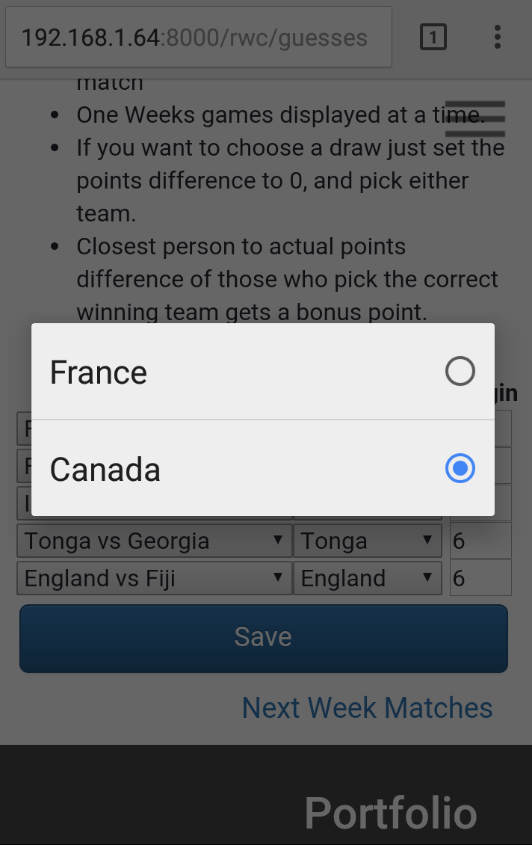 192.168.1.64:8000/rwc/guesses
1
match
One Weeks games displayed at a time.
If you want to choose a draw just set the
points difference to 0, and pick either
team.
Closest person to actual points
difference of those who pick the correct
winning team gets a bonus point.
France
Canada
Tonga vs Georgia Tonga 6
England vs Fiji England 6
Save
Next Week Matches
Portfolio